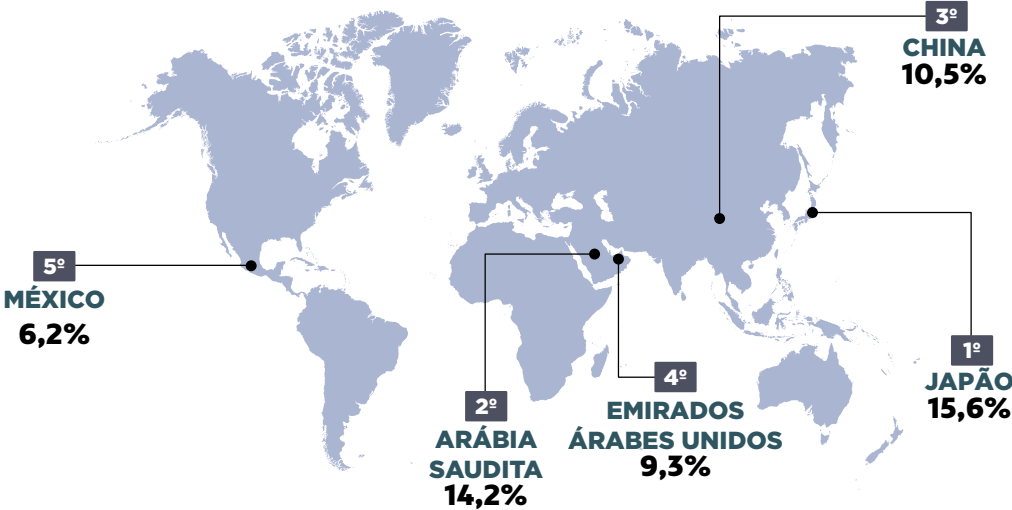 3º
CHINA
10,5%
5º
MÉXICO
6,2%
1º
JAPÃO
15,6%
4º
EMIRADOS
ÁRABES UNIDOS
9,3%
2º
ARÁBIA
SAUDITA
14,2%